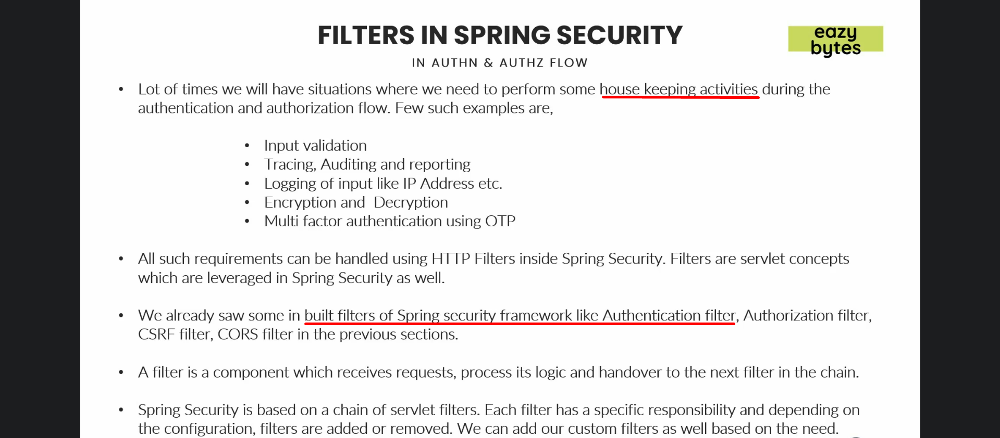 FILTERS IN SPRING SECURITY
eazy
bytes
IN AUTHN & AUTHZ FLOW
• Lot of times we will have situations where we need to perform some house keeping activities during the
authentication and authorization flow. Few such examples are,
• Input validation
• Tracing, Auditing and reporting
• Logging of input like IP Address etc.
• Encryption and  Decryption
• Multi factor authentication using OTP
• All such requirements can be handled using HTTP Filters inside Spring Security. Filters are servlet concepts
which are leveraged in Spring Security as well.
• We already saw some in built filters of Spring security framework like Authentication filter, Authorization filter,
CSRF filter, CORS filter in the previous sections.
• A filter is a component which receives requests, process its logic and handover to the next filter in the chain.
• Spring Security is based on a chain of servlet filters. Each filter has a specific responsibility and depending on
the configuration, filters are added or removed. We can add our custom filters as well based on the need.